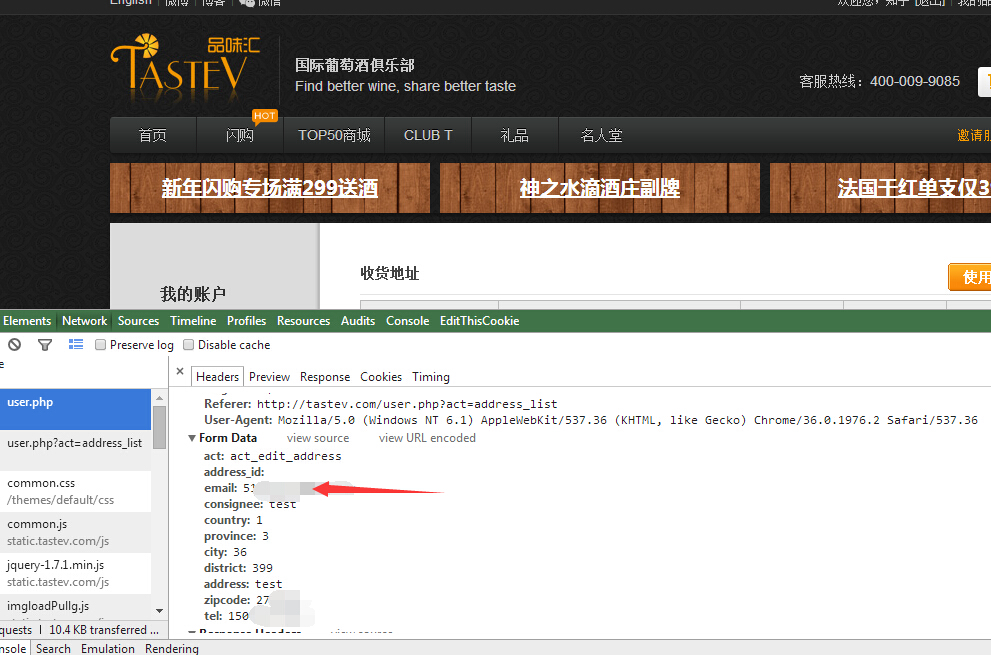 English 微博 博客 微信
欢迎您, 知乎 [退出] 我的
品味汇
TASTEV
国际葡萄酒俱乐部
Find better wine, share better taste
客服热线：400-009-9085
HOT
首页 闪购 TOP50商城 CLUB T 礼品 名人堂 邀请
新年闪购专场满299送酒 神之水滴酒庄副牌 法国干红单支仅3
收货地址
使用
我的账户
Elements Network Sources Timeline Profiles Resources Audits Console EditThisCookie
Preserve log Disable cache
e
× Headers Preview Response Cookies Timing
user.php
user.php?act=address_list
common.css
/themes/default/css
common.js
static.tastev.com/js
jquery-1.7.1.min.js
static.tastev.com/js
imgloadPullg.js
Referer: http://tastev.com/user.php?act=address_list
User-Agent: Mozilla/5.0 (Windows NT 6.1) AppleWebKit/537.36 (KHTML, like Gecko) Chrome/36.0.1976.2 Safari/537.36
Form Data view source view URL encoded
act: act_edit_address
address_id:
email: 51
consignee: test
country: 1
province: 3
city: 36
district: 399
address: test
zipcode: 27
tel: 150
Response Headers view source
quests | 10.4 KB transferred ...
nsole Search Emulation Rendering